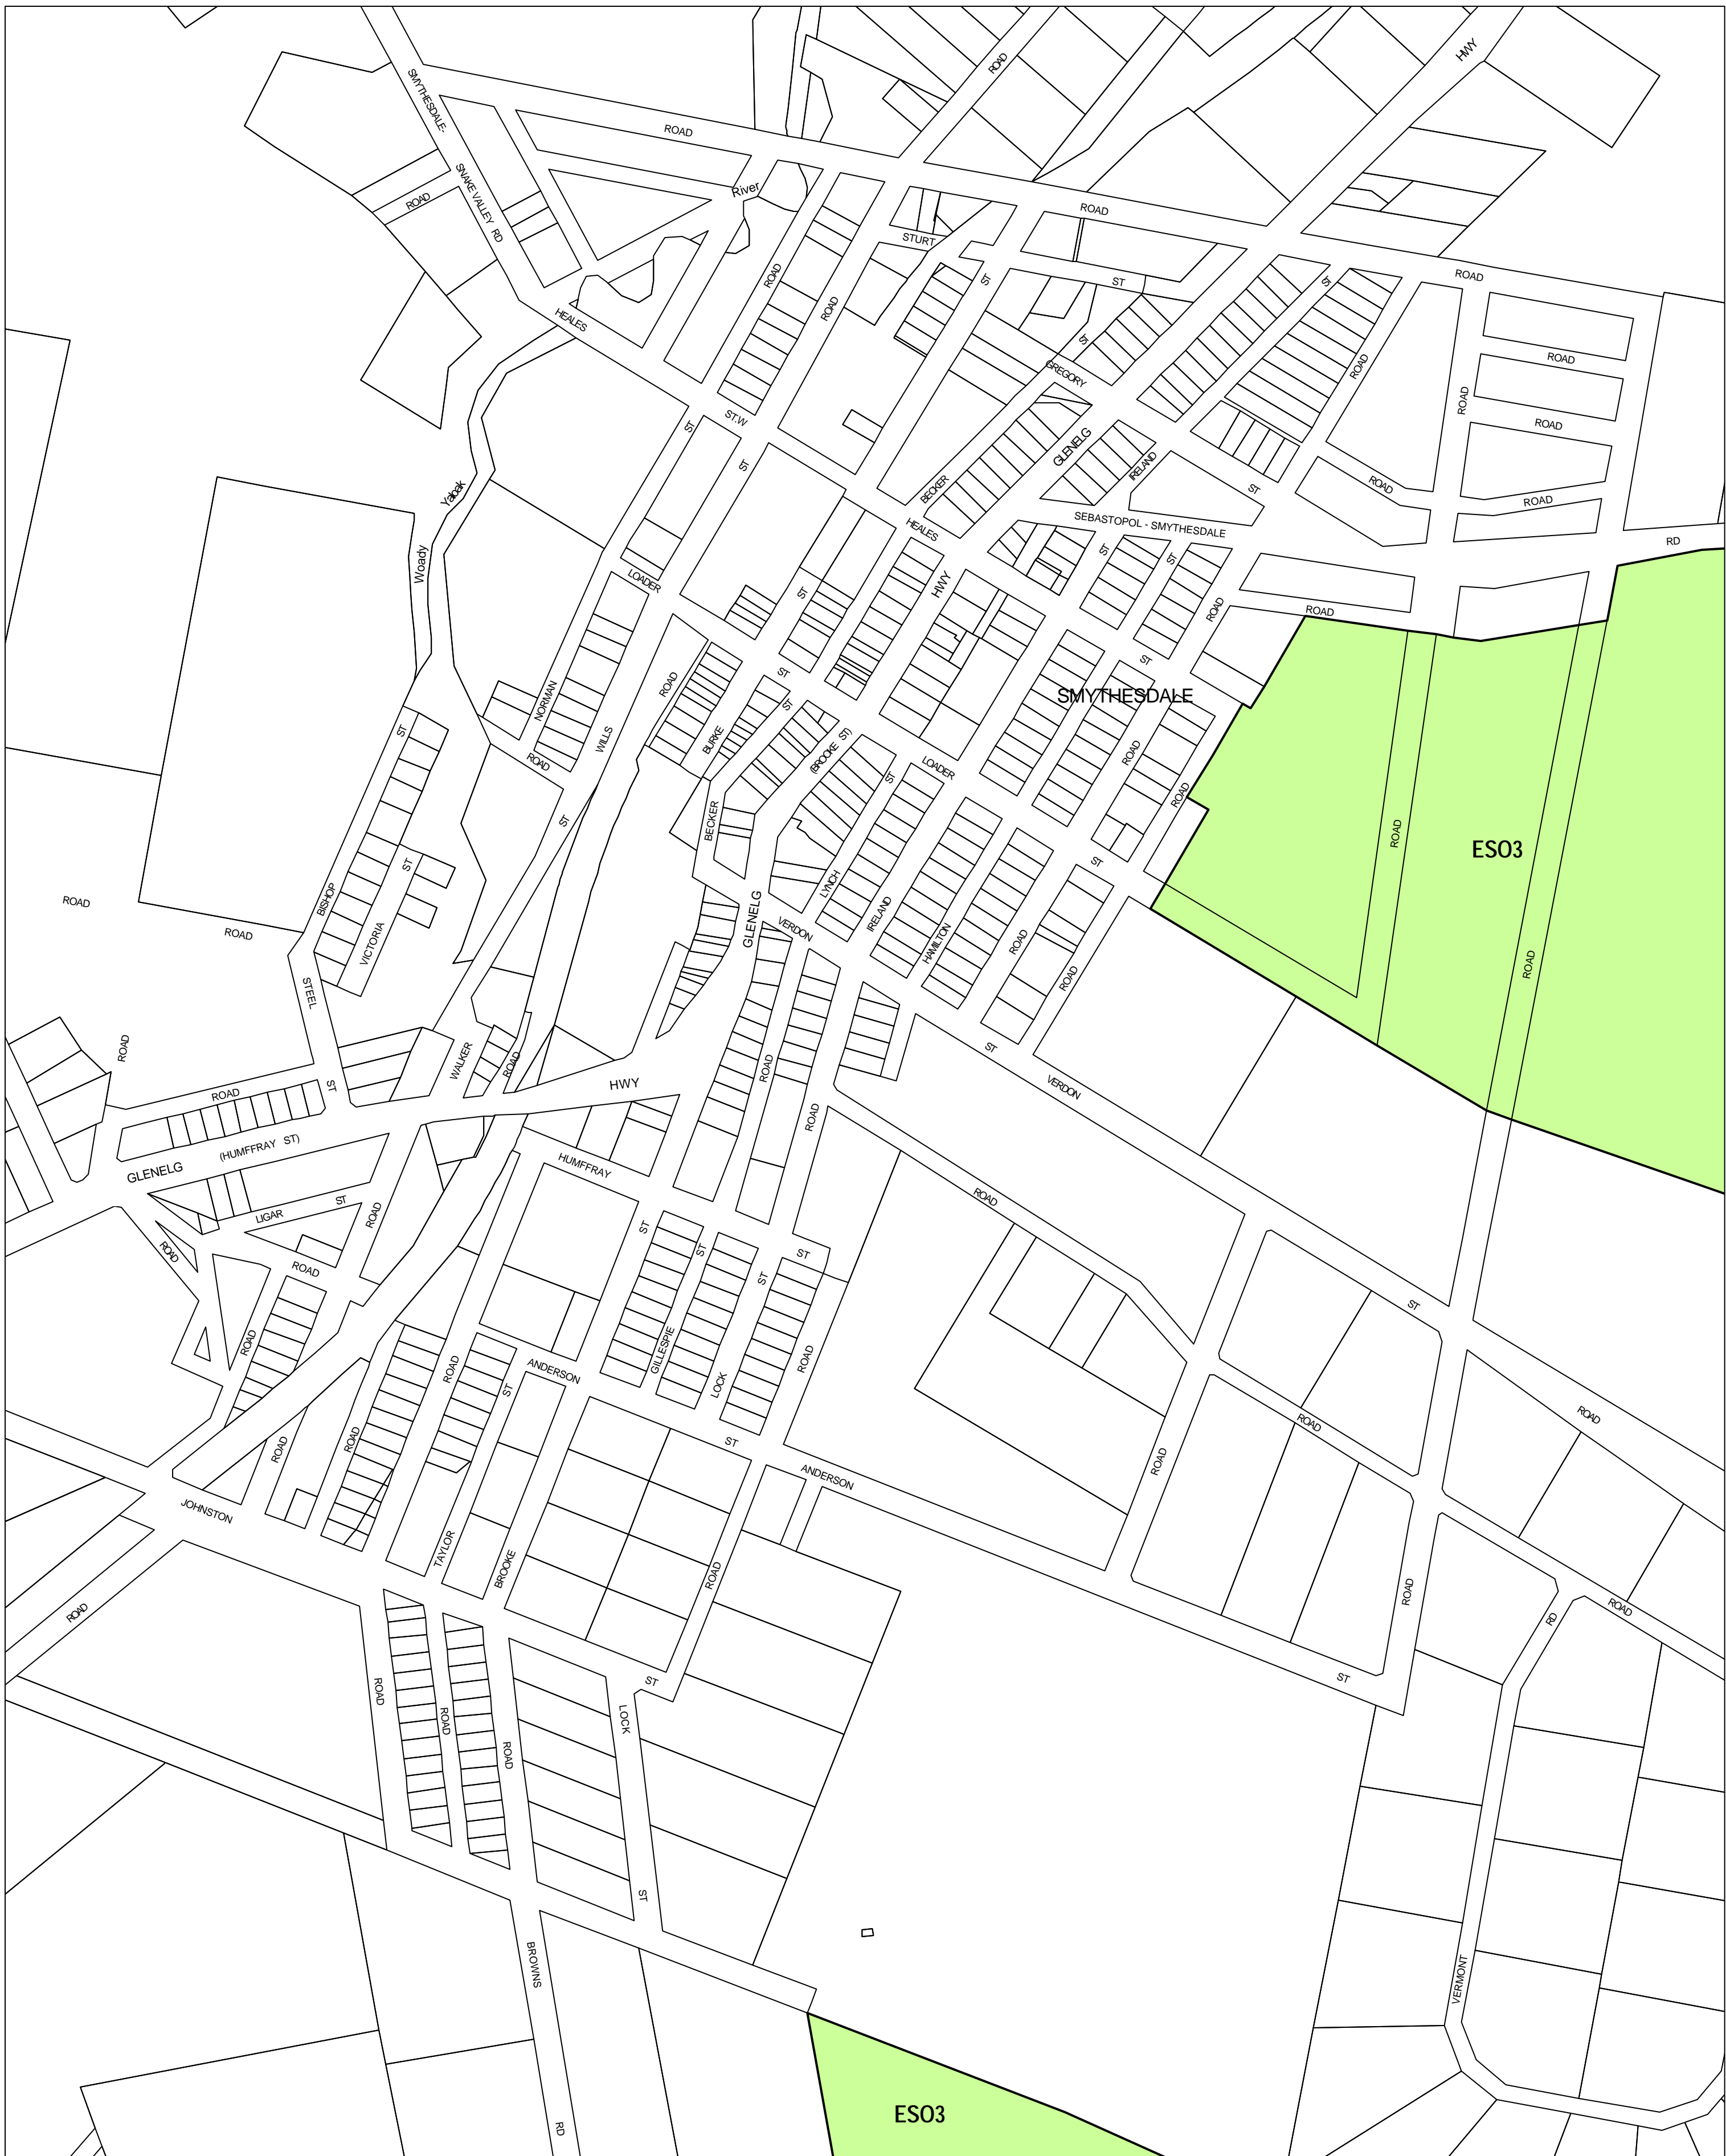 HWY
ROAD
SMYTHESDALE-
ROAD
SNAKE VALLEY RD
River
ROAD
ROAD
STURT
ROAD
ROAD
ST
ST
ST
ROAD
HEALES
ROAD
ST
GREGORY
ROAD
ROAD
ROAD
ST.W
ST
ROAD
GLENELG
ST
IRELAND
ST
ROAD
BECKER
Yaloak
ROAD
SEBASTOPOL - SMYTHESDALE
HEALES
RD
ST
ST
Woady
LOADER
HWY
ST
ROAD
ROAD
ST
ST
ROAD
SMYTHESDALE
NORMAN
ST
ST
WILLS
BURKE
(BROOKE ST)
ROAD
ROAD
LOADER
ST
ROAD
BECKER
ST
ROAD
ESO3
ST
ST
LYNCH
BISHOP
ROAD
IRELAND
GLENELG
VERDON
ROAD
VICTORIA
HAMILTON
ROAD
ROAD
ROAD
STEEL
ROAD
ST
WALKER
ROAD
ROAD
HWY
ST
VERDON
ROAD
ROAD
(HUMFFRAY ST)
GLENELG
HUMFFRAY
ROAD
ST
LIGAR
ROAD
ST
ST
ST
ROAD
ROAD
ST
ST
ROAD
GILLESPIE
ROAD
ROAD
ANDERSON
ST
LOCK
ROAD
ROAD
ROAD
ROAD
ST
ROAD
ANDERSON
JOHNSTON
TAYLOR
BROOKE
ROAD
ROAD
ROAD
ROAD
RD
ST
ST
ROAD
LOCK
ROAD
ROAD
ST
BROWNS
VERMONT
ESO3
RD